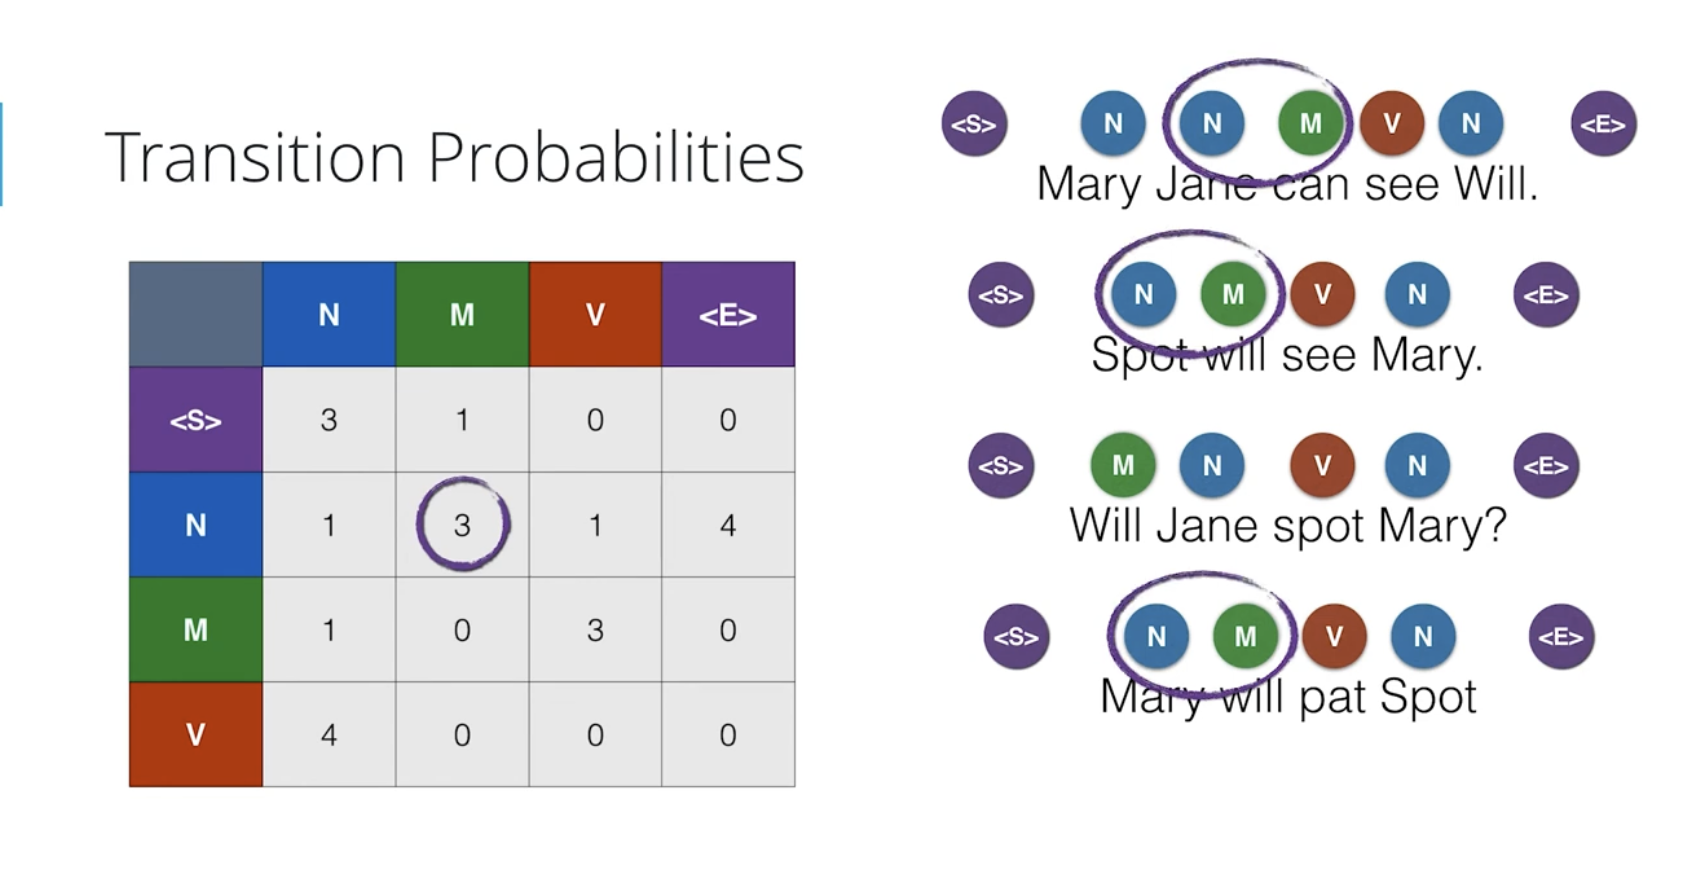 Transition Probabilities
N M V <E>
<S> 3 1 0 0
N 1 3 1 4
M 1 0 3 0
V 4 0 0 0
<S> N N M V N <E>
Mary Jane can see Will.
<S> N M V N <E>
Spot will see Mary.
<S> M N V N <E>
Will Jane spot Mary?
<S> N M V N <E>
Mary will pat Spot